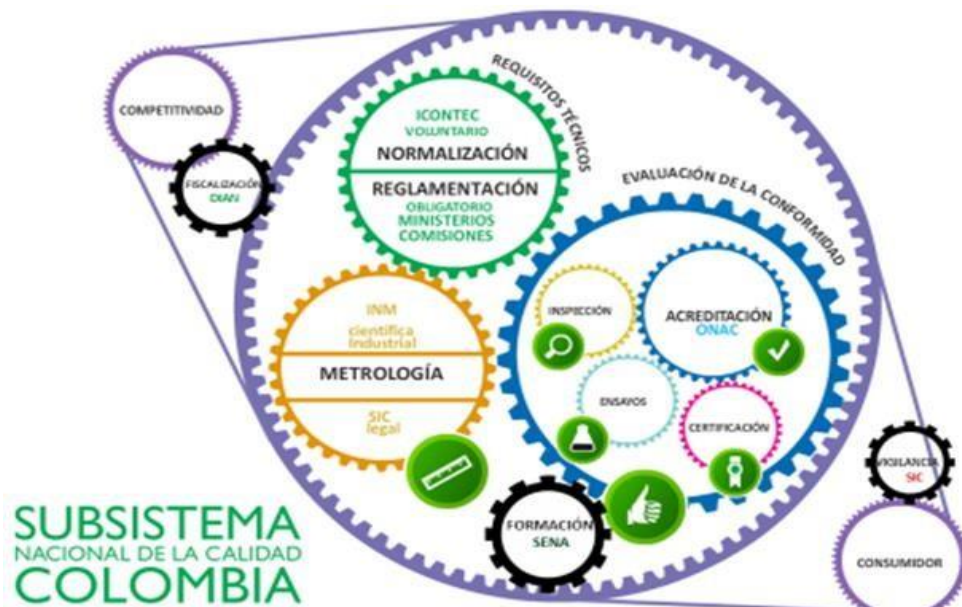 COMPETITIVIDAD
FISCALIZACIÓN
DIAN
REQUISITOS TÉCNICOS
ICONTEC
VOLUNTARIO
NORMALIZACIÓN
REGLAMENTACIÓN
OBLIGATORIO
MINISTERIOS
COMISIONES
EVALUACIÓN DE LA CONFORMIDAD
INSPECCIÓN
ACREDITACIÓN
ONAC
ENSAYOS
CERTIFICACIÓN
INM
científica
Industrial
METROLOGÍA
SIC
legal
FORMACIÓN
SENA
VIGILANCIA
SIC
CONSUMIDOR
SUBSISTEMA
NACIONAL DE LA CALIDAD
COLOMBIA